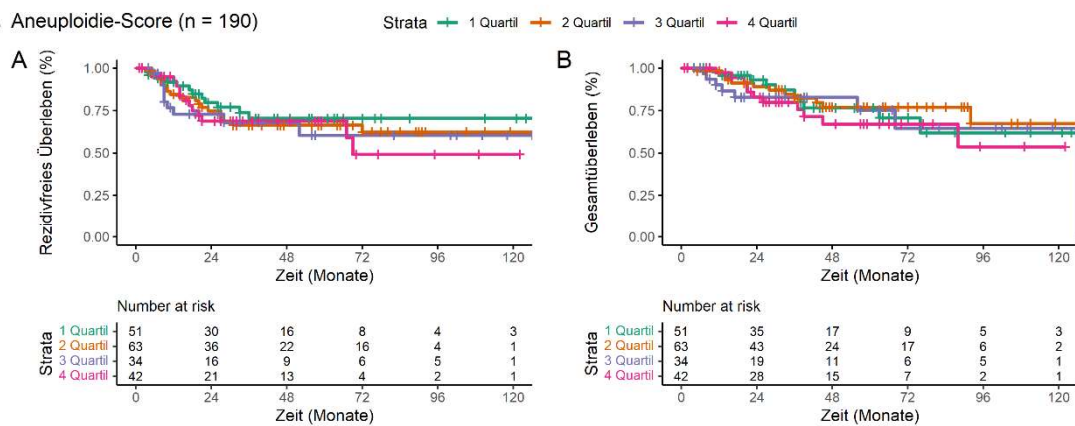 Aneuploidie-Score (n = 190)
Strata 1 Quartil 2 Quartil 3 Quartil 4 Quartil
A
Rezidivfreies Überleben (%)
1.00
0.75
0.50
0.25
0.00
0 24 48 72 96 120
Zeit (Monate)
Number at risk
Strata
1 Quartil 51 30 16 8 4 3
2 Quartil 63 36 22 16 4 1
3 Quartil 34 16 9 6 5 1
4 Quartil 42 21 13 4 2 1
0 24 48 72 96 120
Zeit (Monate)
B
Gesamtüberleben (%)
1.00
0.75
0.50
0.25
0.00
0 24 48 72 96 120
Zeit (Monate)
Number at risk
Strata
1 Quartil 51 35 17 9 5 3
2 Quartil 63 43 24 17 6 2
3 Quartil 34 19 11 6 5 1
4 Quartil 42 28 15 7 2 1
0 24 48 72 96 120
Zeit (Monate)